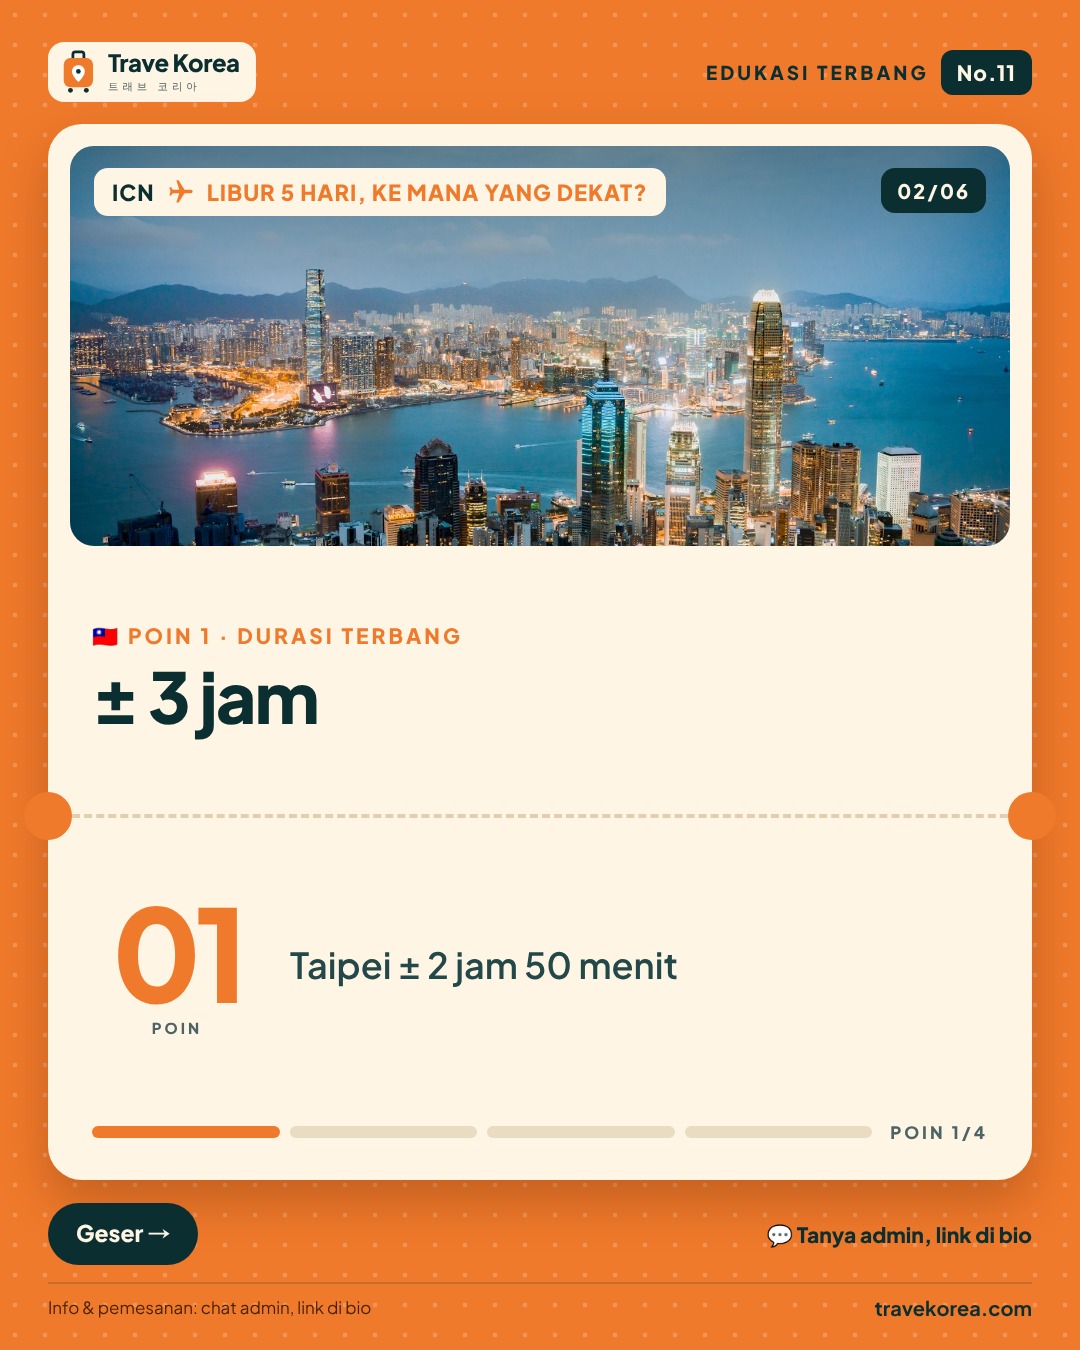 Trave Korea
트래브 코리아
EDUKASI TERBANG
No.11
ICN ✈ LIBUR 5 HARI, KE MANA YANG DEKAT?
02/06
🇹🇼 POIN 1 · DURASI TERBANG
± 3 jam
01
POIN
Taipei ± 2 jam 50 menit
POIN 1/4
Geser →
💬 Tanya admin, link di bio
Info & pemesanan: chat admin, link di bio
travekorea.com